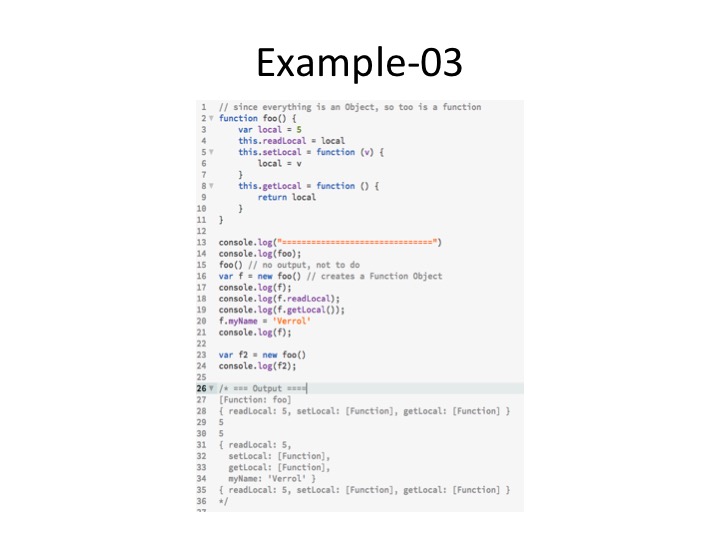 Example-03
1 // since everything is an Object, so too is a function
2 function foo() {
3     var local = 5
4     this.readLocal = local
5     this.setLocal = function (v) {
6         local = v
7     }
8     this.getLocal = function () {
9         return local
10     }
11 }
12
13 console.log("===============================")
14 console.log(foo);
15 foo() // no output, not to do
16 var f = new foo() // creates a Function Object
17 console.log(f);
18 console.log(f.readLocal);
19 console.log(f.getLocal());
20 f.myName = 'Verrol'
21 console.log(f);
22
23 var f2 = new foo()
24 console.log(f2);
25
26 /* === Output ====
27 [Function: foo]
28 { readLocal: 5, setLocal: [Function], getLocal: [Function] }
29 5
30 5
31 { readLocal: 5,
32   setLocal: [Function],
33   getLocal: [Function],
34   myName: 'Verrol' }
35 { readLocal: 5, setLocal: [Function], getLocal: [Function] }
36 */